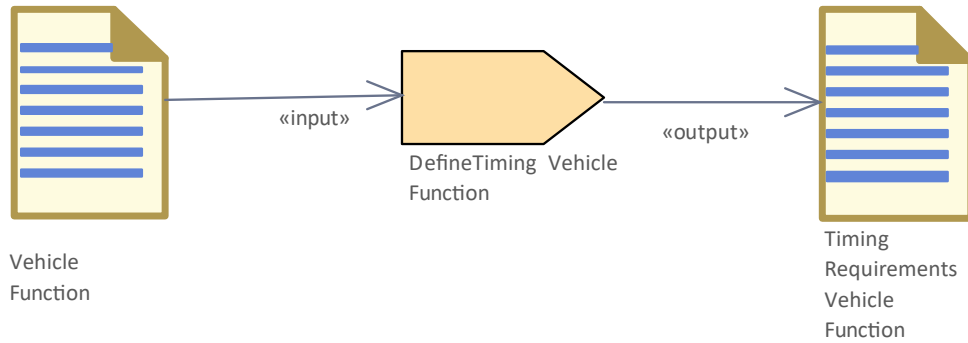 «input»
«output»
DefineTiming Vehicle
Function
Vehicle
Function
Timing
Requirements
Vehicle
Function